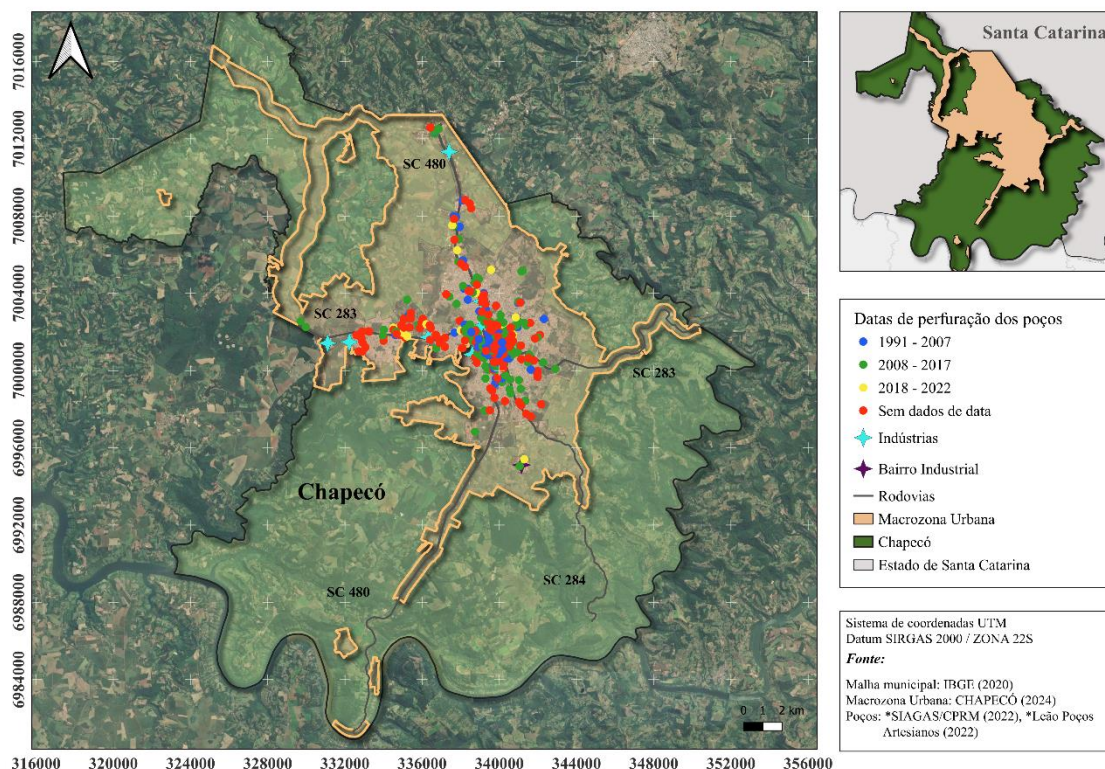 7016000
7012000
7008000
7004000
7000000
6996000
6992000
6988000
6984000
316000 320000 324000 328000 332000 336000 340000 344000 348000 352000 356000
SC 480
SC 283
SC 283
Chapecó
SC 480
SC 284
0 1 2 km
Santa Catarina
Datas de perfuração dos poços
1991 - 2007
2008 - 2017
2018 - 2022
Sem dados de data
Indústrias
Bairro Industrial
Rodovias
Macrozona Urbana
Chapecó
Estado de Santa Catarina
Sistema de coordenadas UTM
Datum SIRGAS 2000 / ZONA 22S
Fonte:
Malha municipal: IBGE (2020)
Macrozona Urbana: CHAPECÓ (2024)
Poços: *SIAGAS/CPRM (2022), *Leão Poços
Artesianos (2022)